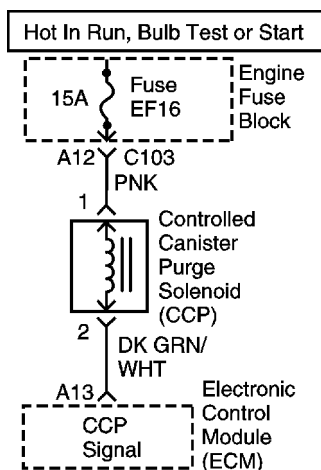 Hot In Run, Bulb Test or Start
15A
Fuse
EF16
Engine
Fuse
Block
A12
C103
PNK
1
Controlled
Canister
Purge
Solenoid
(CCP)
2
DK GRN/
WHT
A13
CCP
Signal
Electronic
Control
Module
(ECM)